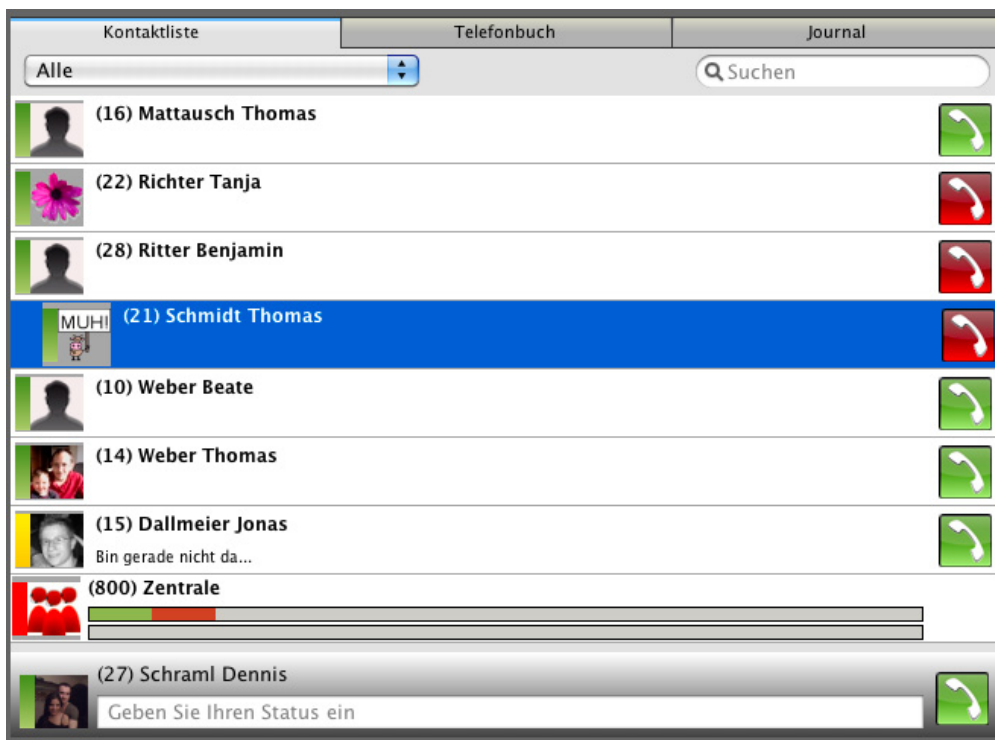 Kontaktliste
Telefonbuch
Journal
Alle
Suchen
(16) Mattausch Thomas
(22) Richter Tanja
(28) Ritter Benjamin
MUH!
(21) Schmidt Thomas
(10) Weber Beate
(14) Weber Thomas
(15) Dallmeier Jonas
Bin gerade nicht da...
(800) Zentrale
(27) Schraml Dennis
Geben Sie Ihren Status ein